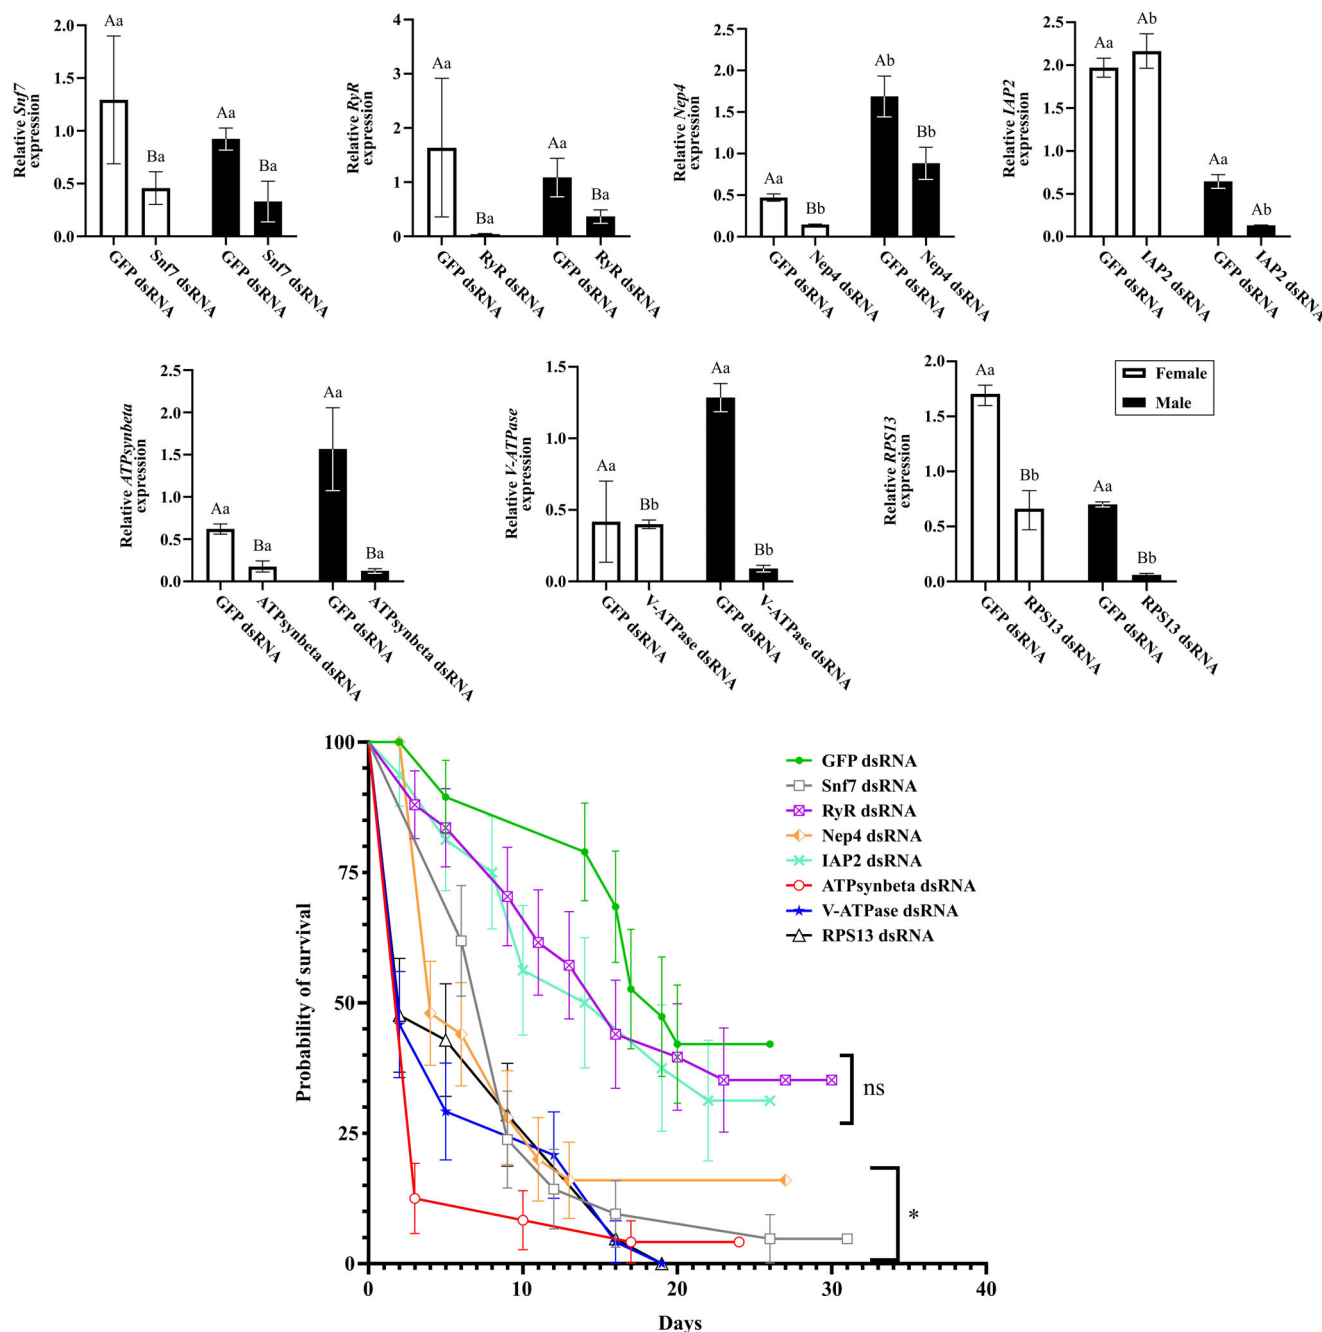 Relative Snf7
expression
2.0
1.5
1.0
0.5
0.0
Aa
Ba
Aa
Ba
GFP dsRNA
Snf7 dsRNA
GFP dsRNA
Snf7 dsRNA
Relative RyR
expression
4
3
2
1
0
Aa
Ba
Aa
Ba
GFP dsRNA
RyR dsRNA
GFP dsRNA
RyR dsRNA
Relative Nep4
expression
2.5
2.0
1.5
1.0
0.5
0.0
Aa
Bb
Ab
Bb
GFP dsRNA
Nep4 dsRNA
GFP dsRNA
Nep4 dsRNA
Relative IAP2
expression
2.5
2.0
1.5
1.0
0.5
0.0
Aa
Ab
Aa
Ab
GFP dsRNA
IAP2 dsRNA
GFP dsRNA
IAP2 dsRNA
Relative ATPsynbeta
expression
2.5
2.0
1.5
1.0
0.5
0.0
Aa
Ba
Aa
Ba
GFP dsRNA
ATPsynbeta dsRNA
GFP dsRNA
ATPsynbeta dsRNA
Relative V-ATPase
expression
1.5
1.0
0.5
0.0
Aa
Bb
Aa
Bb
GFP dsRNA
V-ATPase dsRNA
GFP dsRNA
V-ATPase dsRNA
Relative RPS13
expression
2.0
1.5
1.0
0.5
0.0
Aa
Bb
Aa
Bb
GFP dsRNA
RPS13 dsRNA
GFP dsRNA
RPS13 dsRNA
Female
Male
Probability of survival
100
75
50
25
0
0
10
20
30
40
Days
GFP dsRNA
Snf7 dsRNA
RyR dsRNA
Nep4 dsRNA
IAP2 dsRNA
ATPsynbeta dsRNA
V-ATPase dsRNA
RPS13 dsRNA
ns
*